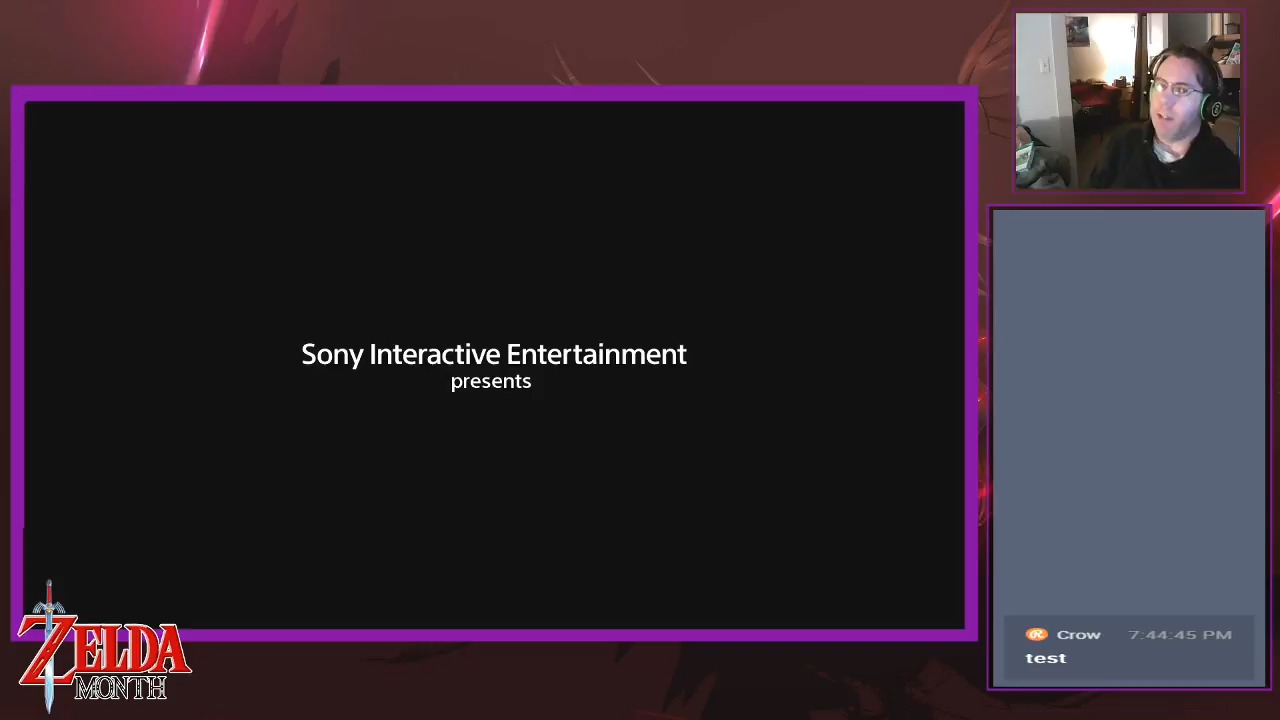 Sony Interactive Entertainment
presents
Crow 7:44:45 PM
test
ZELDA
MONTH